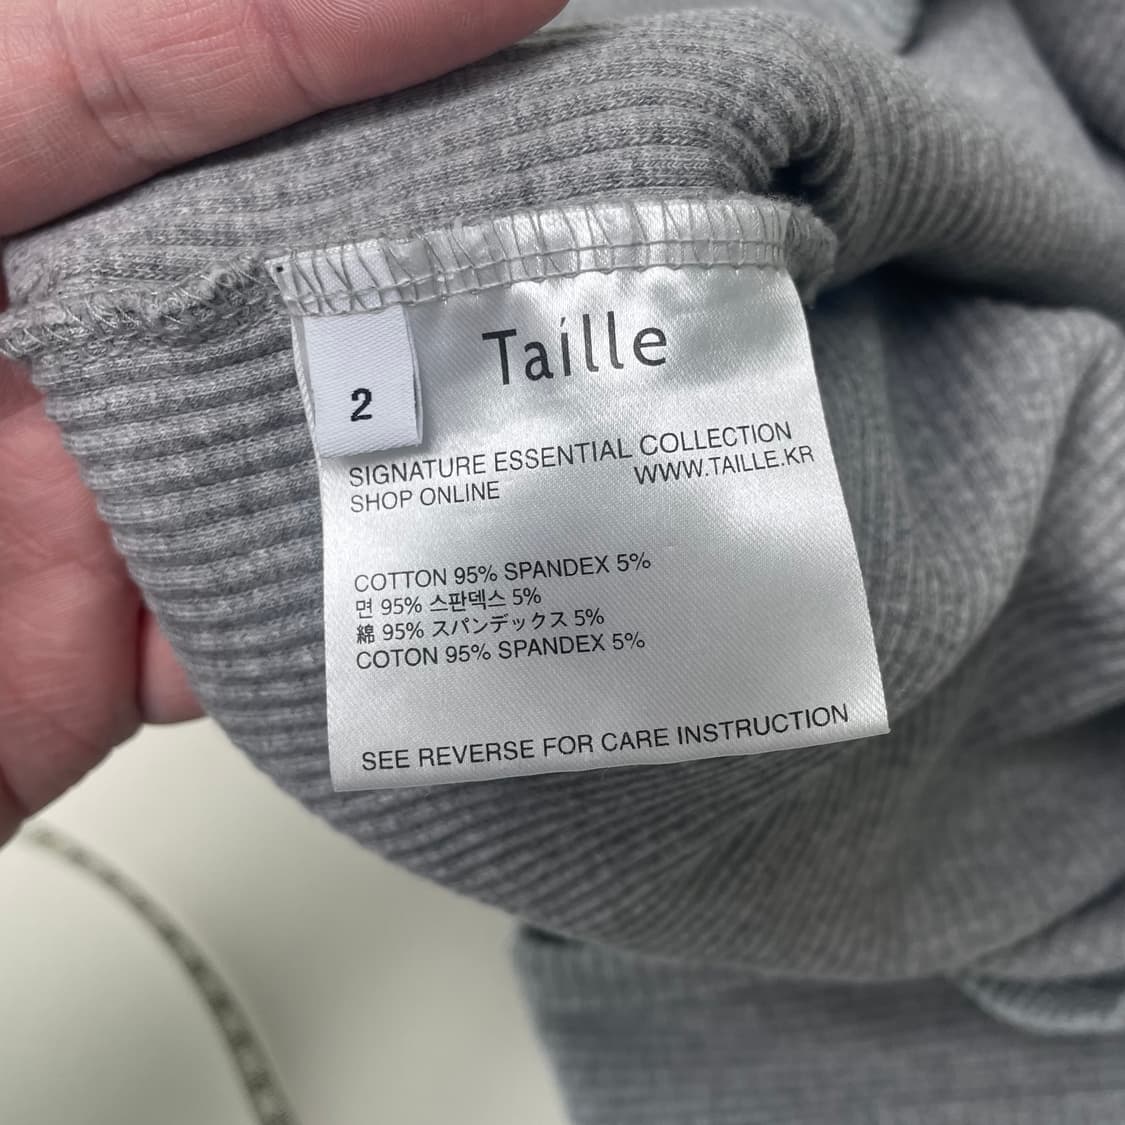 Taille
2
SIGNATURE ESSENTIAL COLLECTION
SHOP ONLINE WWW.TAILLE.KR
COTTON 95% SPANDEX 5%
면 95% 스판덱스 5%
綿 95% スパンデックス 5%
COTON 95% SPANDEX 5%
SEE REVERSE FOR CARE INSTRUCTION